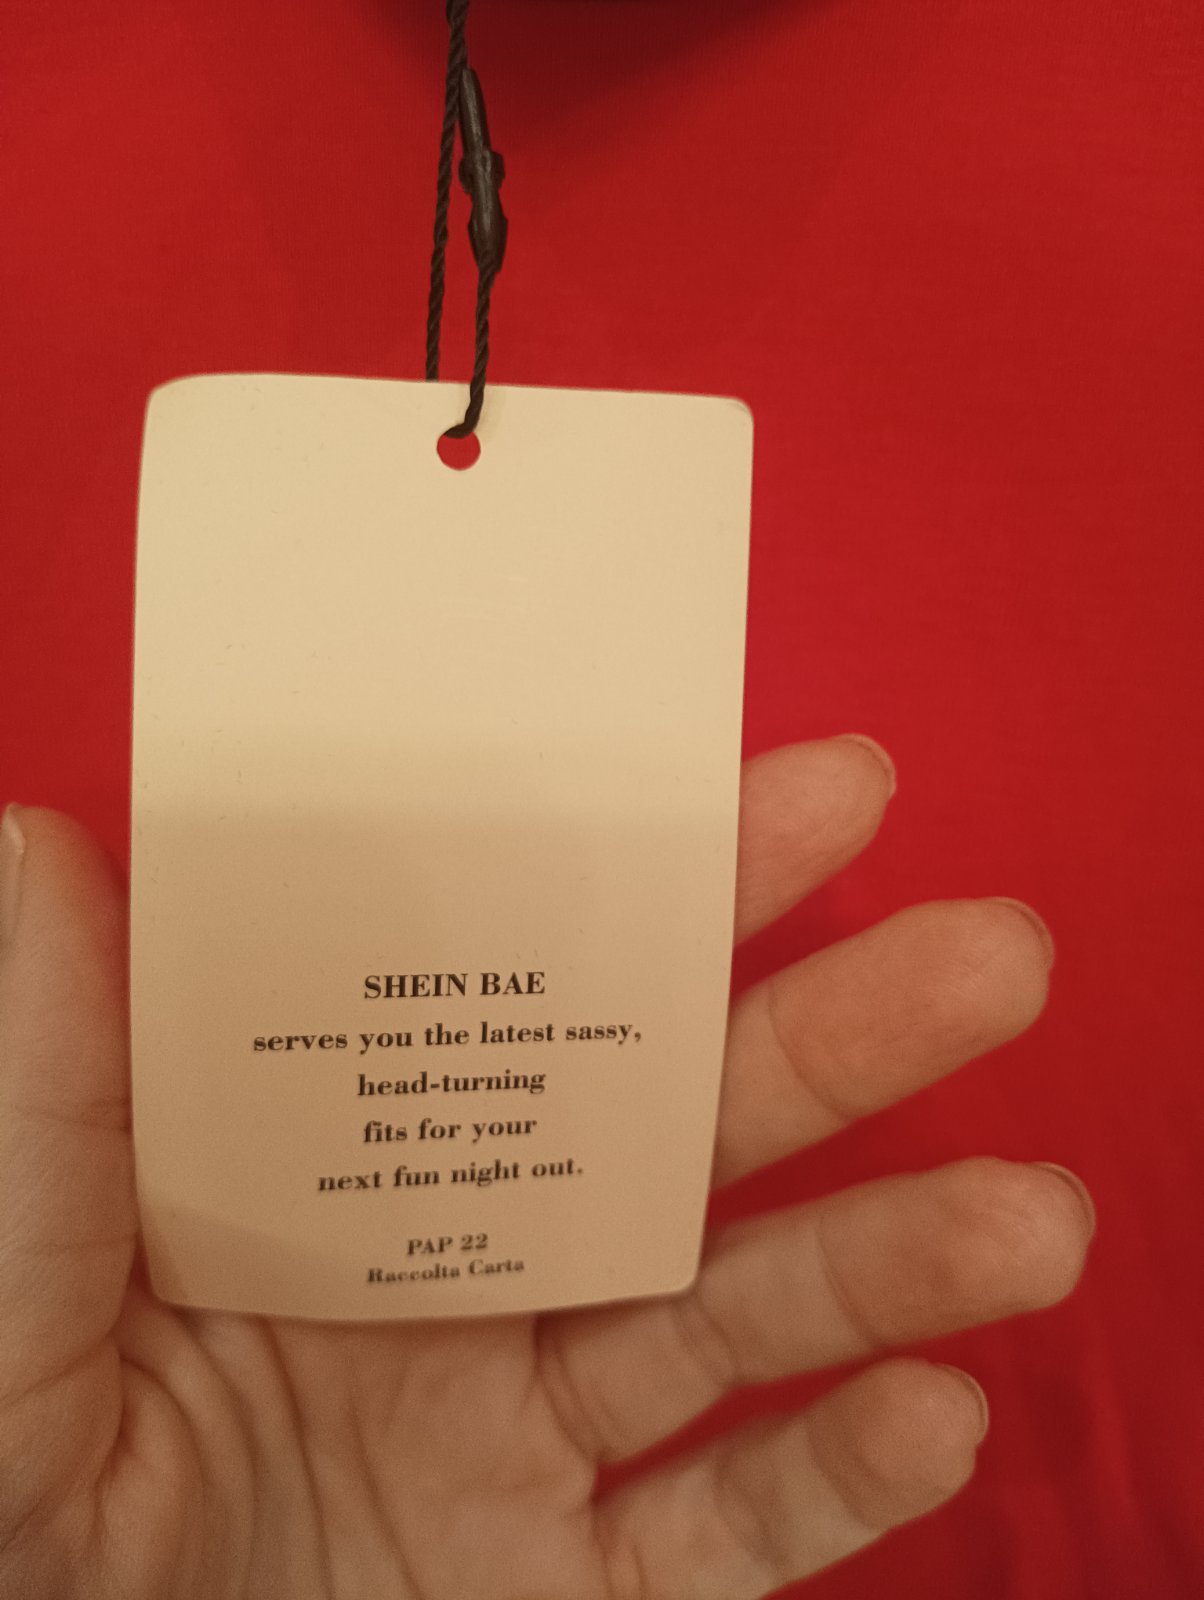 SHEIN BAE
serves you the latest sassy,
head-turning
fits for your
next fun night out.
PAP 22
Raccolta Carta